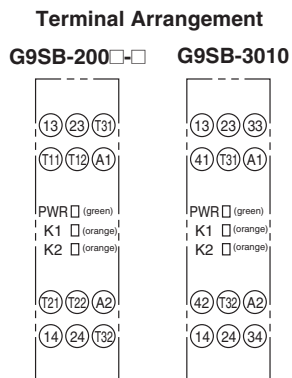 Terminal Arrangement
G9SB-200□-□
13 23 T31
T11 T12 A1
PWR (green)
K1 (orange)
K2 (orange)
T21 T22 A2
14 24 T32
G9SB-3010
13 23 33
41 T31 A1
PWR (green)
K1 (orange)
K2 (orange)
42 T32 A2
14 24 34